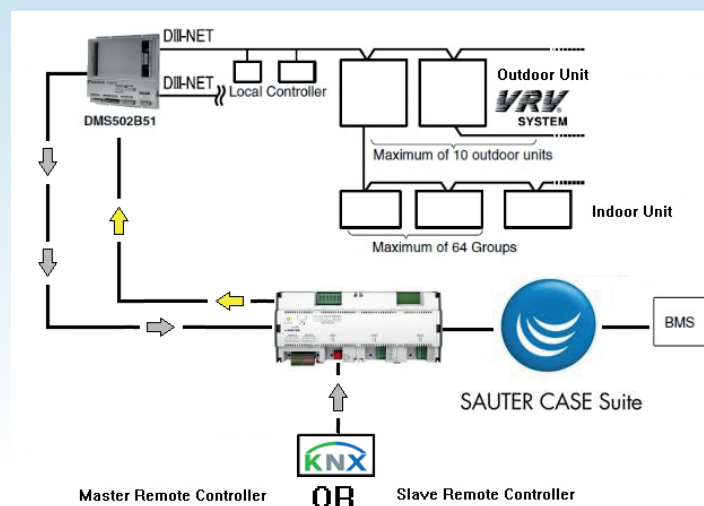 DⅢ-NET
DⅢ-NET
Local Controller
DMS502B51
Outdoor Unit
VRV
SYSTEM
Maximum of 10 outdoor units
Indoor Unit
Maximum of 64 Groups
BMS
SAUTER CASE Suite
KNX
Master Remote Controller
OR
Slave Remote Controller